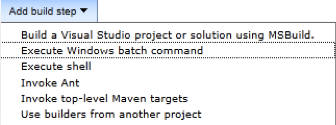 Add build step ▼
Build a Visual Studio project or solution using MSBuild.
Execute Windows batch command
Execute shell
Invoke Ant
Invoke top-level Maven targets
Use builders from another project